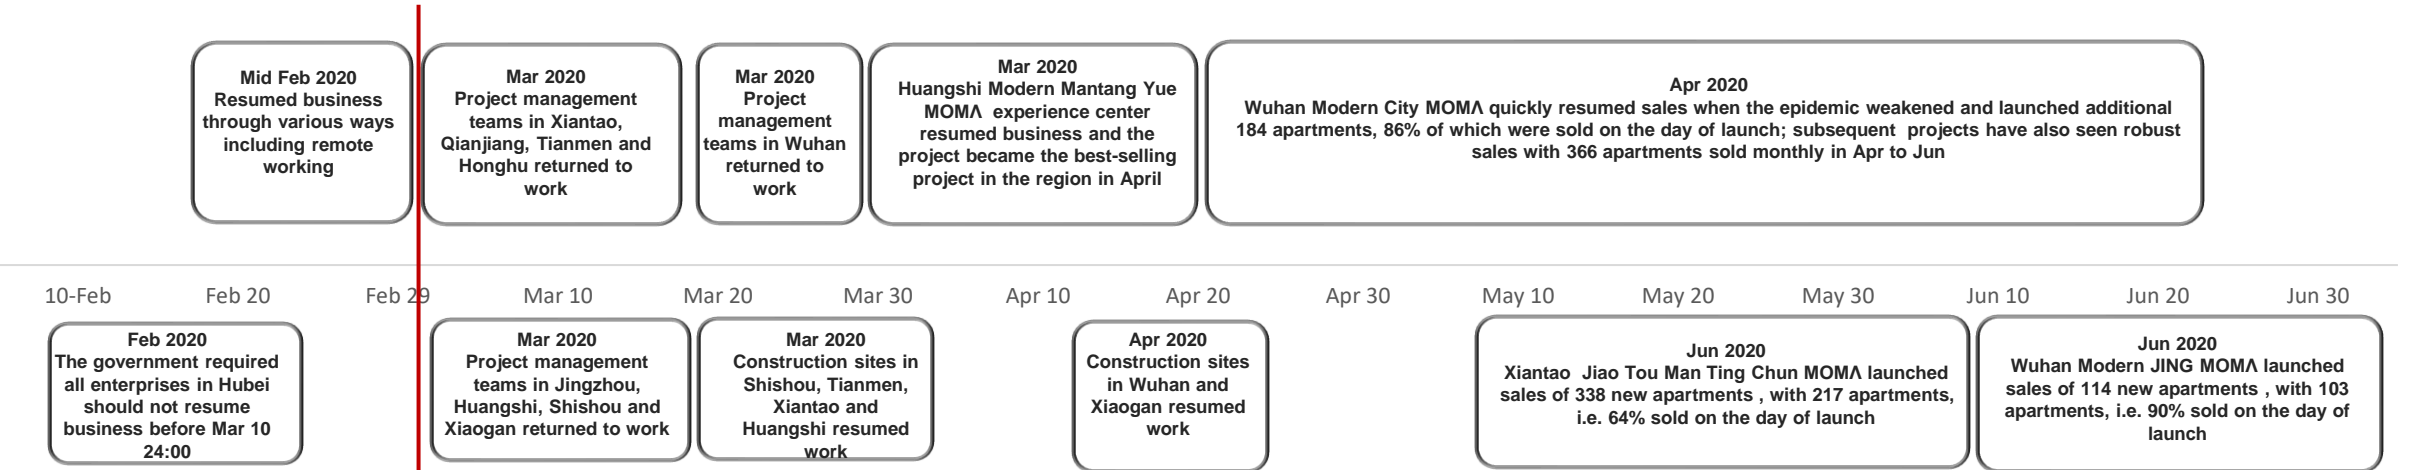 Mid Feb 2020
Resumed business
through various ways
including remote
working
Mar 2020
Project management
teams in Xiantao,
Qianjiang, Tianmen and
Honghu returned to
work
Mar 2020
Project
management
teams in Wuhan
returned to
work
Mar 2020
Huangshi Modern Mantang Yue
MOMΛ experience center
resumed business and the
project became the best-selling
project in the region in April
Apr 2020
Wuhan Modern City MOMΛ quickly resumed sales when the epidemic weakened and launched additional
184 apartments, 86% of which were sold on the day of launch; subsequent projects have also seen robust
sales with 366 apartments sold monthly in Apr to Jun
10-Feb Feb 20 Feb 29 Mar 10 Mar 20 Mar 30 Apr 10 Apr 20 Apr 30 May 10 May 20 May 30 Jun 10 Jun 20 Jun 30
Feb 2020
The government required
all enterprises in Hubei
should not resume
business before Mar 10
24:00
Mar 2020
Project management
teams in Jingzhou,
Huangshi, Shishou and
Xiaogan returned to work
Mar 2020
Construction sites in
Shishou, Tianmen,
Xiantao and
Huangshi resumed
work
Apr 2020
Construction sites
in Wuhan and
Xiaogan resumed
work
Jun 2020
Xiantao Jiao Tou Man Ting Chun MOMΛ launched
sales of 338 new apartments , with 217 apartments,
i.e. 64% sold on the day of launch
Jun 2020
Wuhan Modern JING MOMΛ launched
sales of 114 new apartments , with 103
apartments, i.e. 90% sold on the day of
launch